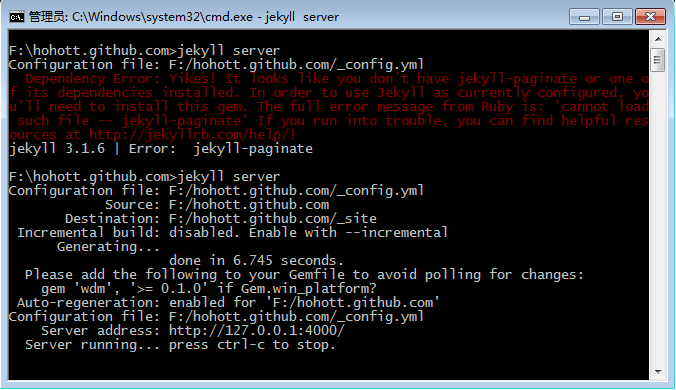 管理员: C:\Windows\system32\cmd.exe - jekyll  server
F:\hohott.github.com>jekyll server
Configuration file: F:/hohott.github.com/_config.yml
  Dependency Error: Yikes! It looks like you don't have jekyll-paginate or one o
f its dependencies installed. In order to use Jekyll as currently configured, yo
u'll need to install this gem. The full error message from Ruby is: 'cannot load
 such file -- jekyll-paginate' If you run into trouble, you can find helpful res
ources at http://jekyllrb.com/help/!
jekyll 3.1.6 | Error:  jekyll-paginate
F:\hohott.github.com>jekyll server
Configuration file: F:/hohott.github.com/_config.yml
            Source: F:/hohott.github.com
       Destination: F:/hohott.github.com/_site
 Incremental build: disabled. Enable with --incremental
      Generating...
                    done in 6.745 seconds.
  Please add the following to your Gemfile to avoid polling for changes:
    gem 'wdm', '>= 0.1.0' if Gem.win_platform?
 Auto-regeneration: enabled for 'F:/hohott.github.com'
Configuration file: F:/hohott.github.com/_config.yml
    Server address: http://127.0.0.1:4000/
  Server running... press ctrl-c to stop.